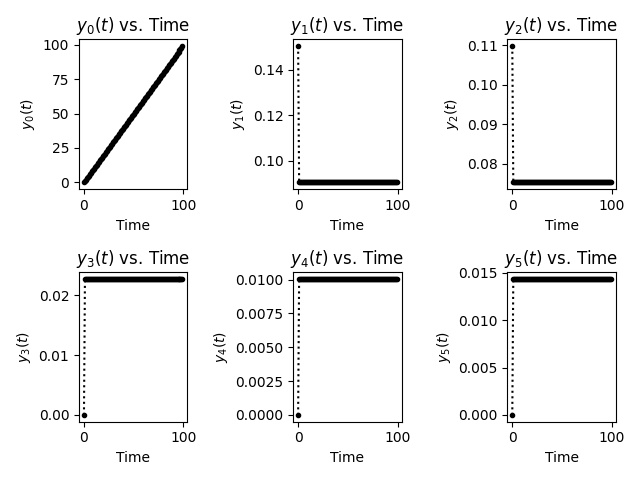 y₀(t) vs. Time
y₁(t) vs. Time
y₂(t) vs. Time
100
75
50
25
0
y₀(t)
0
100
Time
0.14
0.12
0.10
y₁(t)
0
100
Time
0.11
0.10
0.09
0.08
y₂(t)
0
100
Time
y₃(t) vs. Time
y₄(t) vs. Time
y₅(t) vs. Time
0.02
0.01
0.00
y₃(t)
0
100
Time
0.0100
0.0075
0.0050
0.0025
0.0000
y₄(t)
0
100
Time
0.015
0.010
0.005
0.000
y₅(t)
0
100
Time